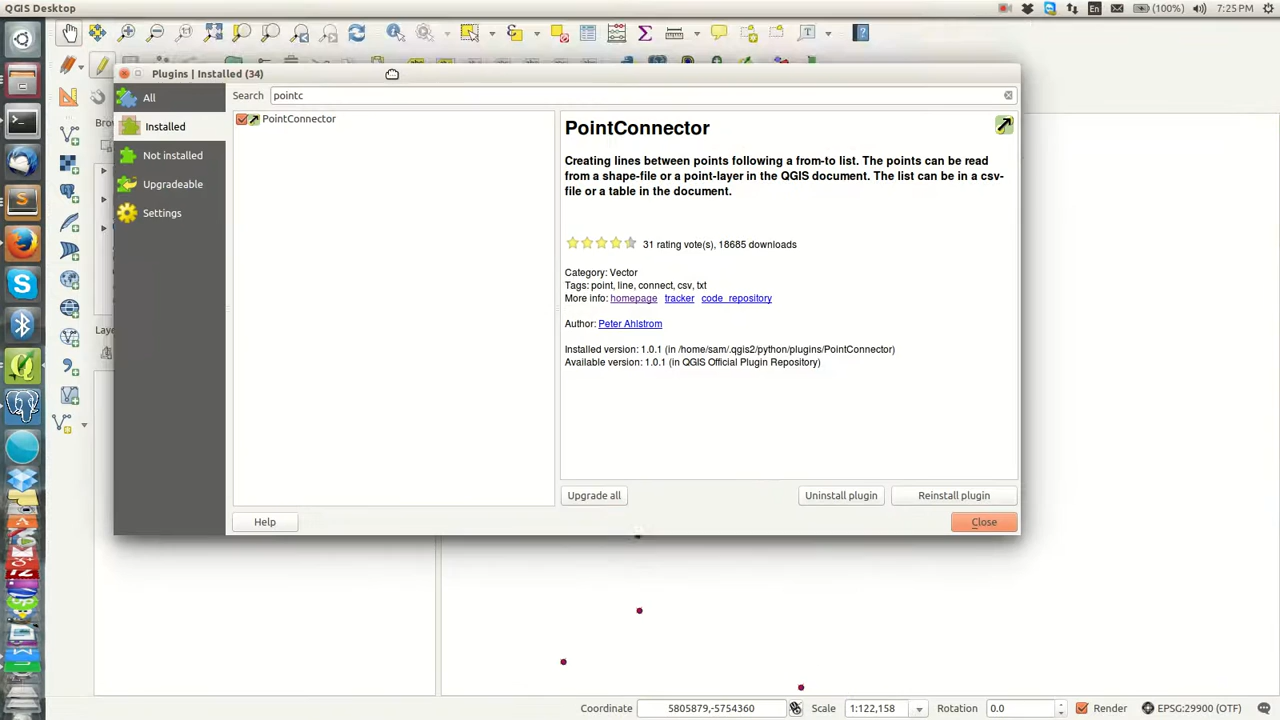 QGIS Desktop
En
(100%)
7:25 PM
Plugins | Installed (34)
All
Search
pointc
Installed
PointConnector
PointConnector
Not installed
Creating lines between points following a from-to list. The points can be read
from a shape-file or a point-layer in the QGIS document. The list can be in a csv-
file or a table in the document.
Upgradeable
Settings
31 rating vote(s), 18685 downloads
Category: Vector
Tags: point, line, connect, csv, txt
More info: homepage tracker code_repository
Author: Peter Ahlstrom
Installed version: 1.0.1 (in /home/sam/.qgis2/python/plugins/PointConnector)
Available version: 1.0.1 (in QGIS Official Plugin Repository)
Upgrade all
Uninstall plugin
Reinstall plugin
Help
Close
Coordinate
5805879,-5754360
Scale
1:122,158
Rotation
0.0
Render
EPSG:29900 (OTF)